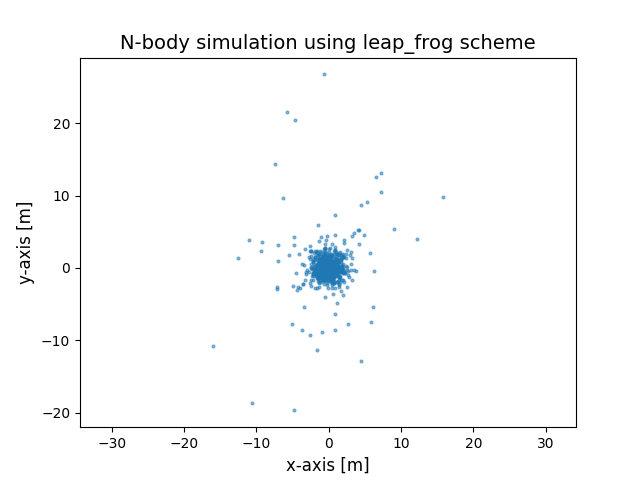 N-body simulation using leap_frog scheme
y-axis [m]
20
10
0
−10
−20
−30 −20 −10 0 10 20 30
x-axis [m]